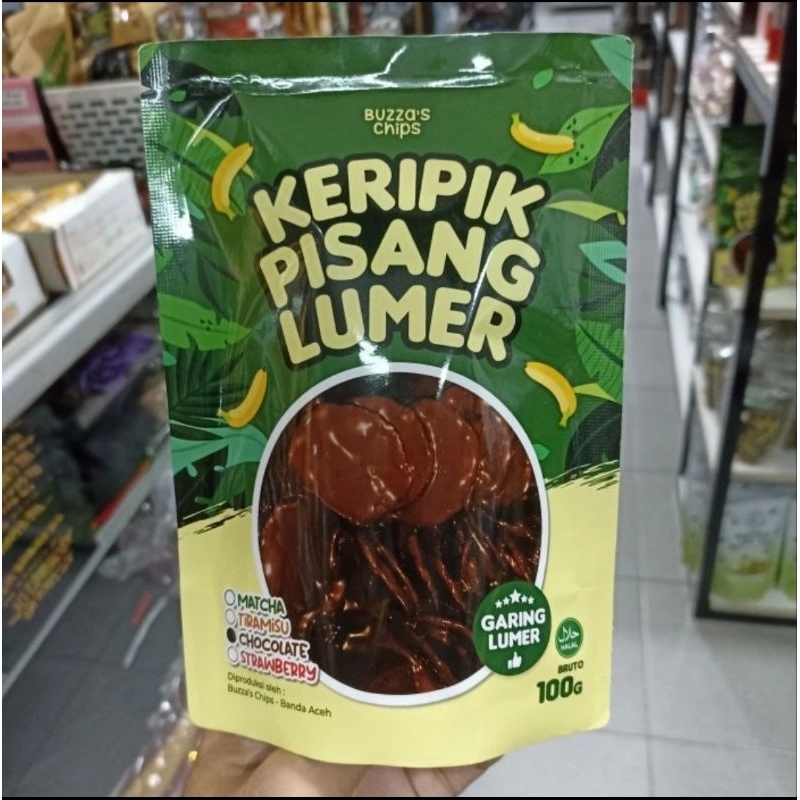 BUZZA'S
CHIPS
KERIPIK
PISANG
LUMER
MATCHA
TIRAMISU
CHOCOLATE
STRAWBERRY
Diproduksi oleh :
Buzza's Chips - Banda Aceh
GARING
LUMER
حلال
HALAL
BRUTO
100G